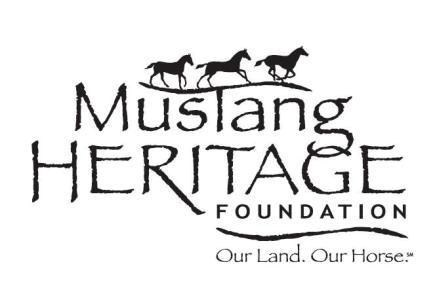 Mustang
HERITAGE
FOUNDATION
Our Land. Our Horse.℠